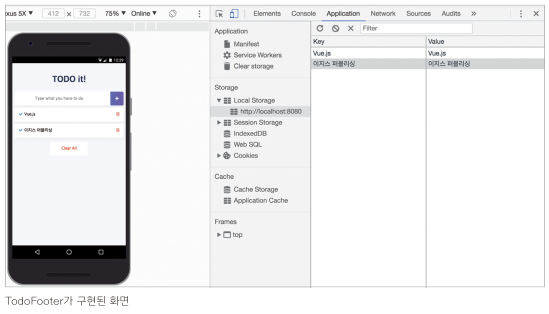 xus 5X ▼ 412 x 732 75% ▼ Online ▼
Elements Console Application Network Sources Audits »
Application
Manifest
Service Workers
Clear storage
Storage
Local Storage
http://localhost:8080
Session Storage
IndexedDB
Web SQL
Cookies
Cache
Cache Storage
Application Cache
Frames
top
Filter
Key Value
Vue.js Vue.js
이지스 퍼블리싱 이지스 퍼블리싱
12:29
TODO it!
Type what you have to do +
Vue.js
이지스 퍼블리싱
Clear All
TodoFooter가 구현된 화면